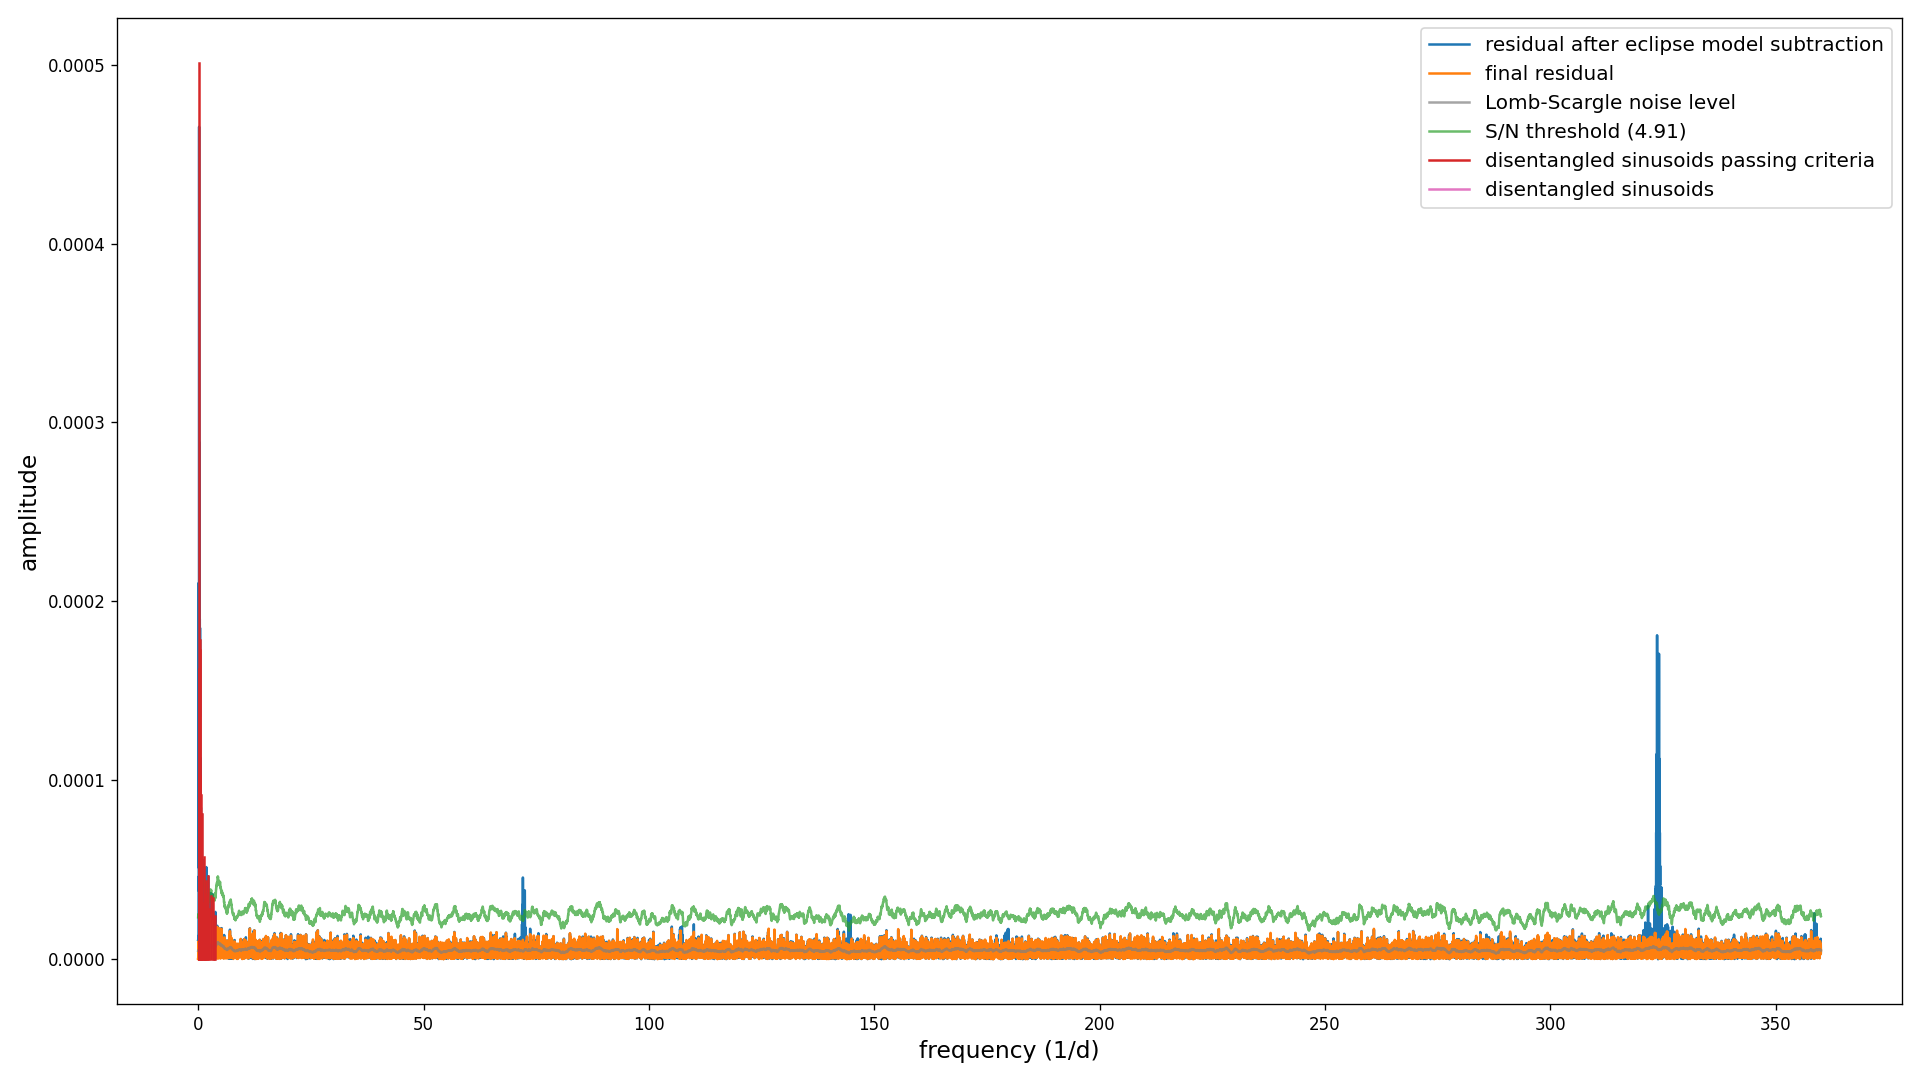 residual after eclipse model subtraction
final residual
Lomb-Scargle noise level
S/N threshold (4.91)
disentangled sinusoids passing criteria
disentangled sinusoids
0.0005
0.0004
0.0003
0.0002
0.0001
0.0000
amplitude
0 50 100 150 200 250 300 350
frequency (1/d)